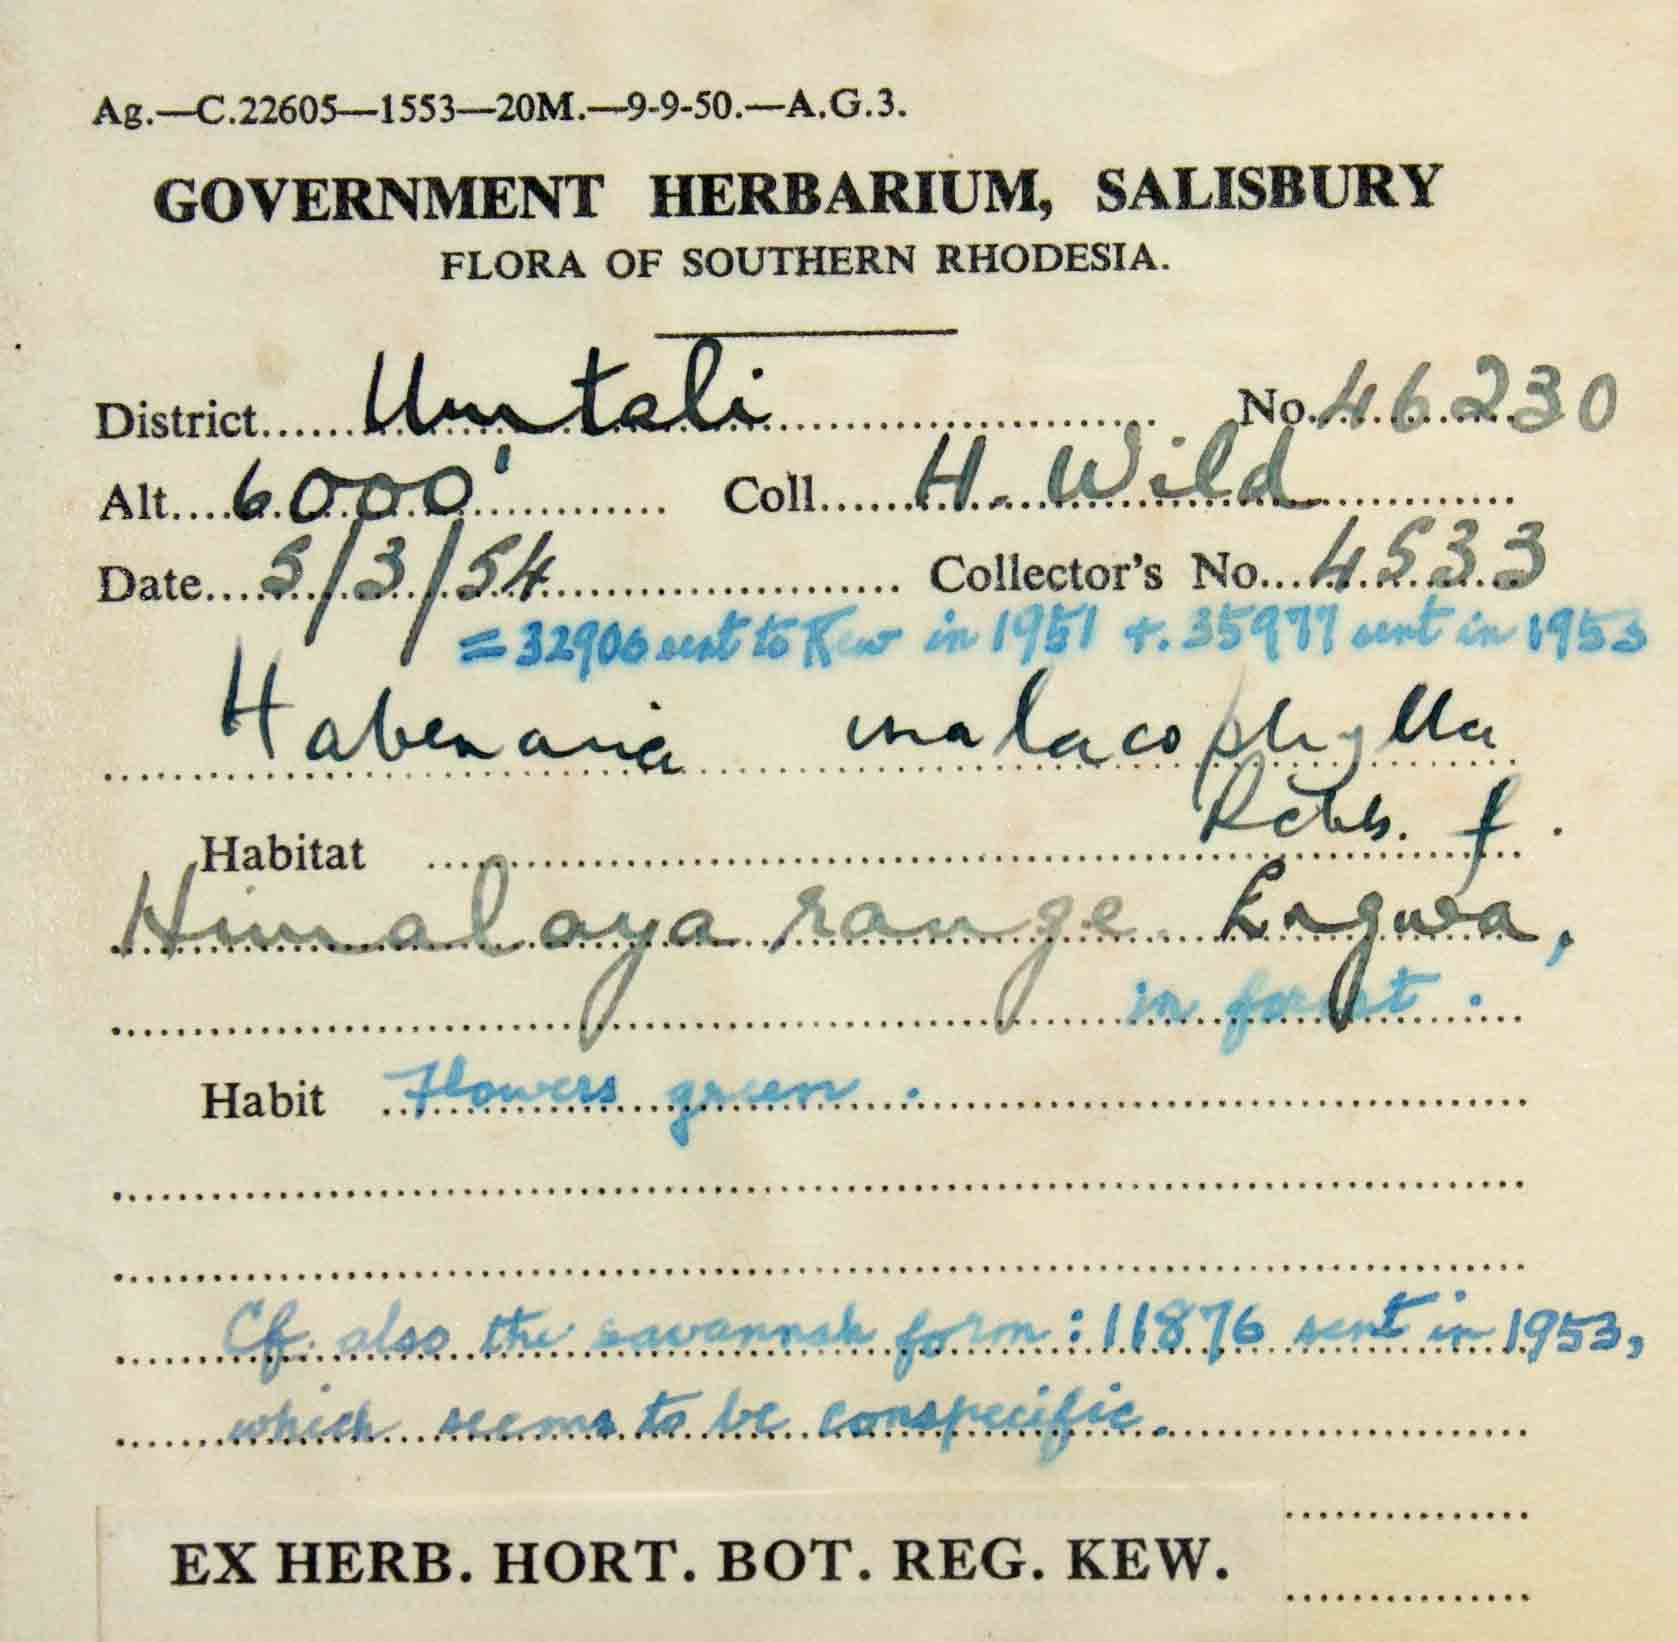 Ag.—C.22605—1553—20M.—9-9-50.—A.G.3.
GOVERNMENT HERBARIUM, SALISBURY
FLORA OF SOUTHERN RHODESIA.
District Umtali No. 46230
Alt 6000' Coll H. Wild
Date 5/3/54 Collector's No. 4533
= 32906 sent to Kew in 1951 &. 35977 sent in 1953
Habenaria malacophylla
Rchb. f.
Habitat
Himalaya range Engwa,
in forest.
Habit Flowers green.
Cf. also the savannah form: 11876 sent in 1953,
which seems to be conspecific.
EX HERB. HORT. BOT. REG. KEW.